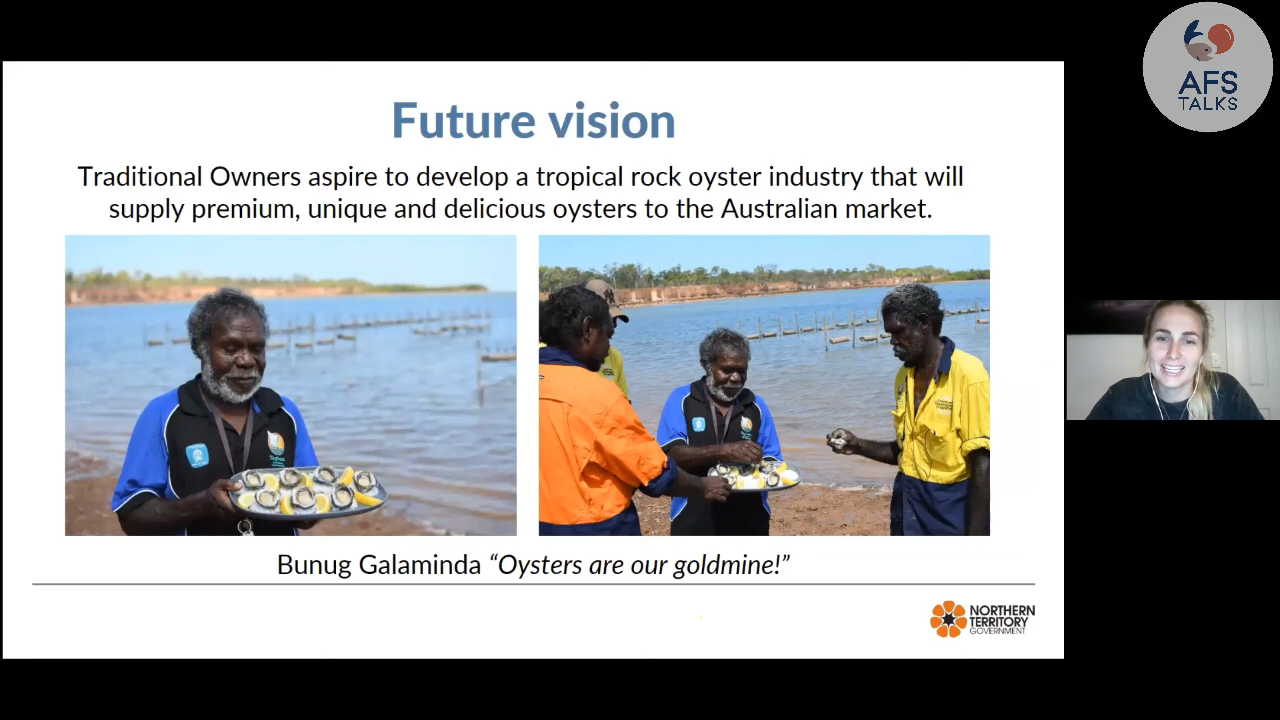 AFS
TALKS
Future vision
Traditional Owners aspire to develop a tropical rock oyster industry that will
supply premium, unique and delicious oysters to the Australian market.
Bunug Galaminda “Oysters are our goldmine!”
NORTHERN
TERRITORY
GOVERNMENT